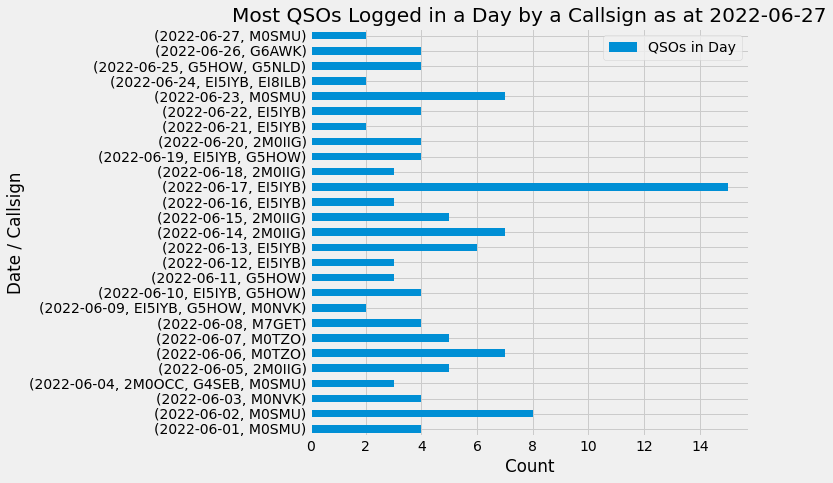 Most QSOs Logged in a Day by a Callsign as at 2022-06-27
QSOs in Day
Date / Callsign
(2022-06-27, M0SMU)
(2022-06-26, G6AWK)
(2022-06-25, G5HOW, G5NLD)
(2022-06-24, EI5IYB, EI8ILB)
(2022-06-23, M0SMU)
(2022-06-22, EI5IYB)
(2022-06-21, EI5IYB)
(2022-06-20, 2M0IIG)
(2022-06-19, EI5IYB, G5HOW)
(2022-06-18, 2M0IIG)
(2022-06-17, EI5IYB)
(2022-06-16, EI5IYB)
(2022-06-15, 2M0IIG)
(2022-06-14, 2M0IIG)
(2022-06-13, EI5IYB)
(2022-06-12, EI5IYB)
(2022-06-11, G5HOW)
(2022-06-10, EI5IYB, G5HOW)
(2022-06-09, EI5IYB, G5HOW, M0NVK)
(2022-06-08, M7GET)
(2022-06-07, M0TZO)
(2022-06-06, M0TZO)
(2022-06-05, 2M0IIG)
(2022-06-04, 2M0OCC, G4SEB, M0SMU)
(2022-06-03, M0NVK)
(2022-06-02, M0SMU)
(2022-06-01, M0SMU)
0 2 4 6 8 10 12 14
Count